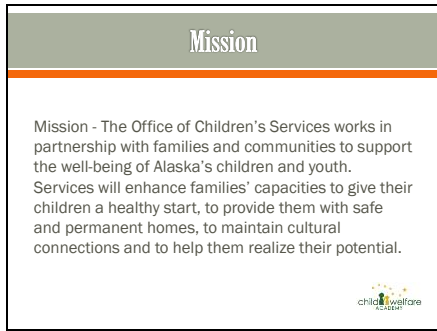 Mission
Mission - The Office of Children's Services works in
partnership with families and communities to support
the well-being of Alaska's children and youth.
Services will enhance families' capacities to give their
children a healthy start, to provide them with safe
and permanent homes, to maintain cultural
connections and to help them realize their potential.
child welfare
ACADEMY